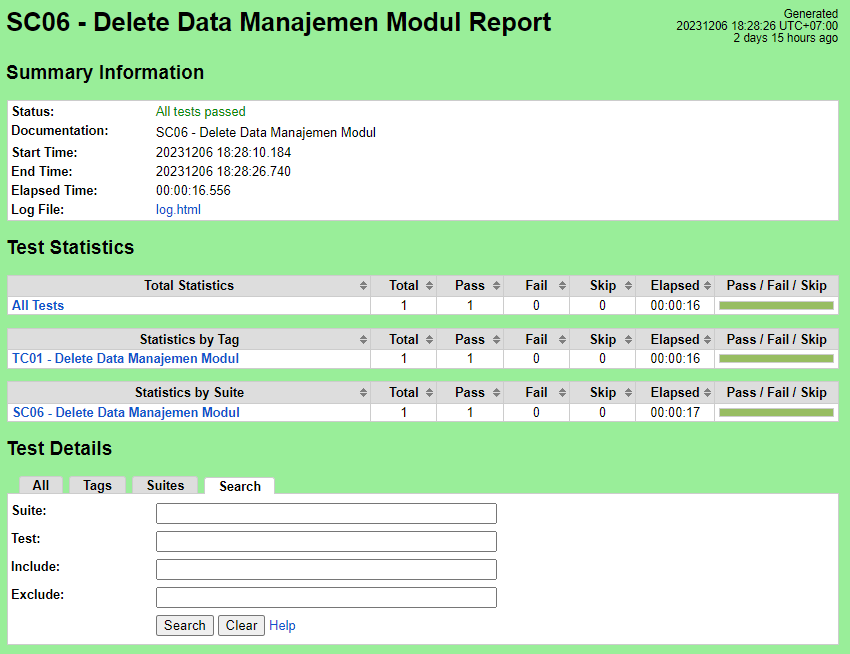 SC06 - Delete Data Manajemen Modul Report
Generated
20231206 18:28:26 UTC+07:00
2 days 15 hours ago
Summary Information
Status: All tests passed
Documentation: SC06 - Delete Data Manajemen Modul
Start Time: 20231206 18:28:10.184
End Time: 20231206 18:28:26.740
Elapsed Time: 00:00:16.556
Log File: log.html
Test Statistics
Total Statistics Total Pass Fail Skip Elapsed Pass / Fail / Skip
All Tests 1 1 0 0 00:00:16
Statistics by Tag Total Pass Fail Skip Elapsed Pass / Fail / Skip
TC01 - Delete Data Manajemen Modul 1 1 0 0 00:00:16
Statistics by Suite Total Pass Fail Skip Elapsed Pass / Fail / Skip
SC06 - Delete Data Manajemen Modul 1 1 0 0 00:00:17
Test Details
All Tags Suites Search
Suite:
Test:
Include:
Exclude:
Search Clear Help